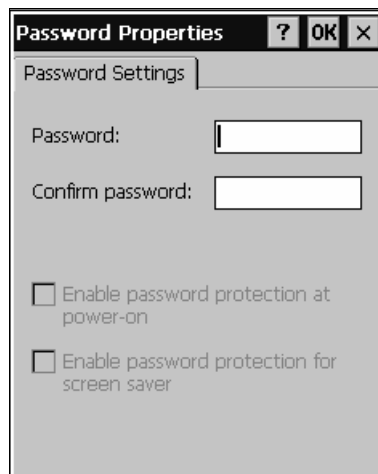 Password Properties ? OK ×
Password Settings
Password:
Confirm password:
Enable password protection at
power-on
Enable password protection for
screen saver